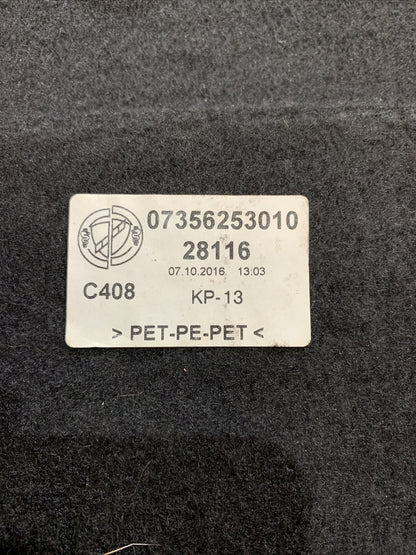 07356253010
28116
07.10.2016 13:03
C408 KP-13
> PET-PE-PET <